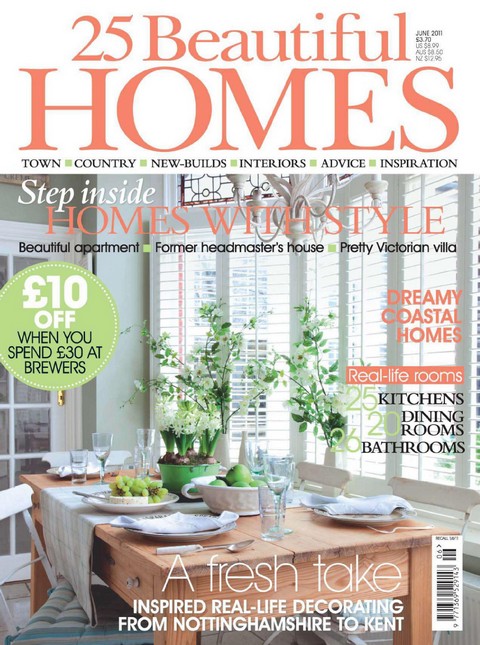 25 Beautiful
HOMES
JUNE 2011
£3.70
US $8.99
AUS $8.50
NZ $12.95
TOWN ■ COUNTRY ■ NEW-BUILDS ■ INTERIORS ■ ADVICE ■ INSPIRATION
Step inside
HOMES WITH STYLE
Beautiful apartment ■ Former headmaster's house ■ Pretty Victorian villa
£10
OFF
WHEN YOU
SPEND £30 AT
BREWERS
DREAMY
COASTAL
HOMES
Real-life rooms
25 KITCHENS
20 DINING
ROOMS
26 BATHROOMS
A fresh take
INSPIRED REAL-LIFE DECORATING
FROM NOTTINGHAMSHIRE TO KENT
06